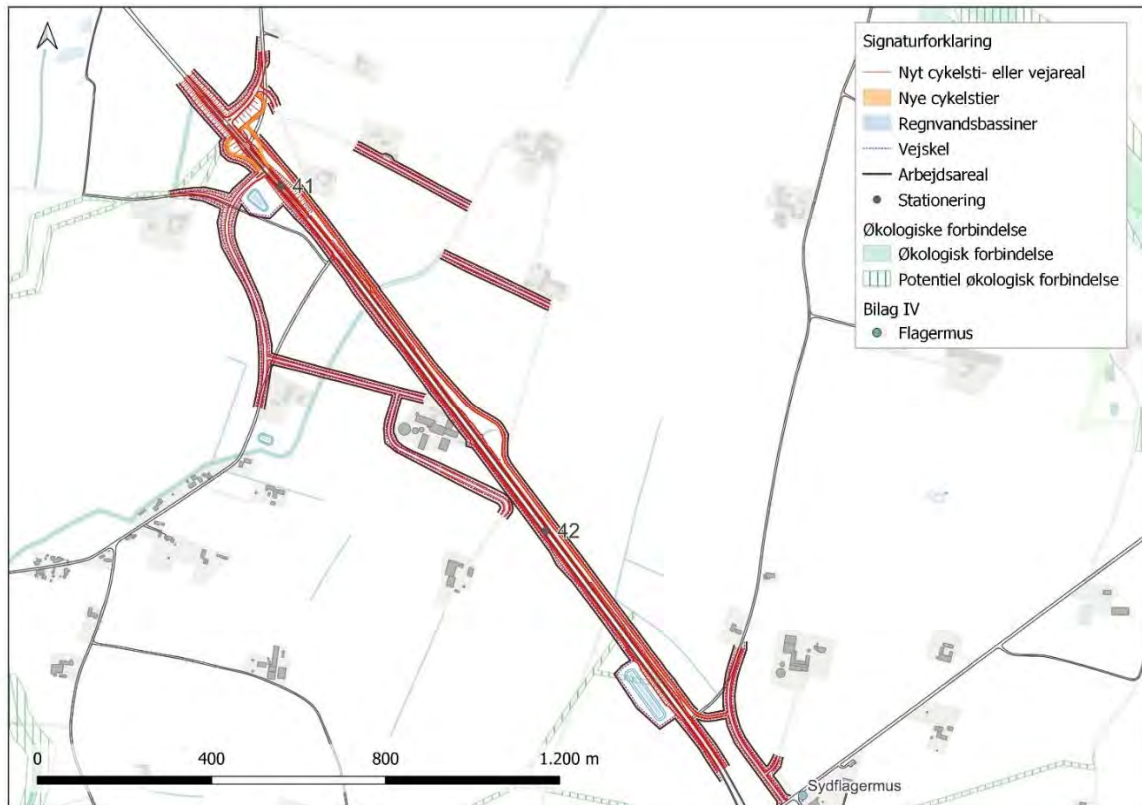 Signaturforklaring
Nyt cykelsti- eller vejareal
Nye cykelstier
Regnvandsbassiner
Vejskel
Arbejdsareal
Stationering
Økologiske forbindelse
Økologisk forbindelse
Potentiel økologisk forbindelse
Bilag IV
Flagermus
41
42
0 400 800 1.200 m
Sydflagermus